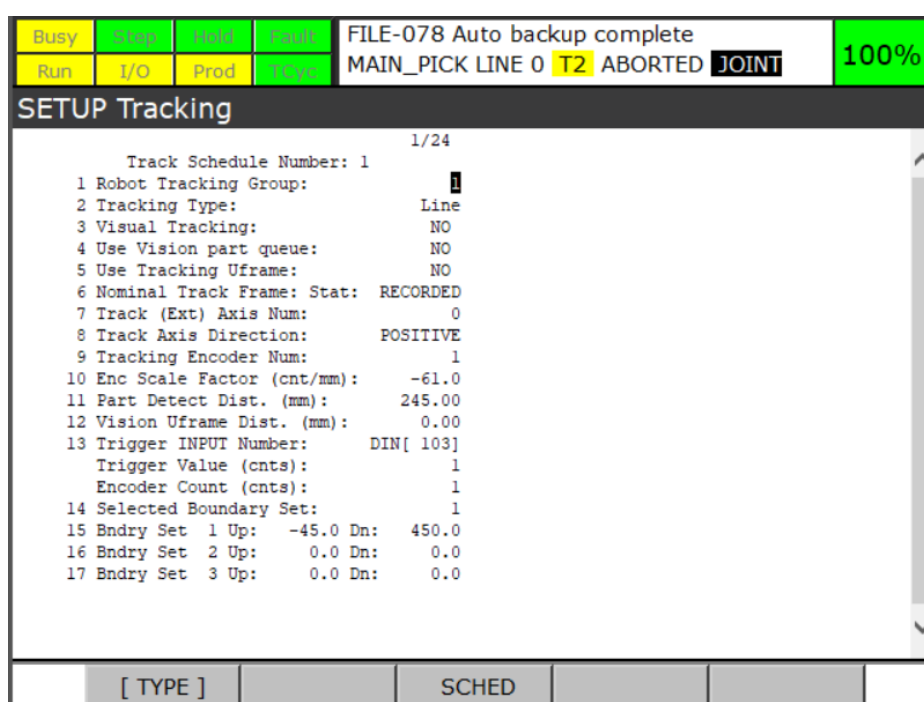 Busy Step Hold Fault FILE-078 Auto backup complete
Run I/O Prod TCyc MAIN_PICK LINE 0 T2 ABORTED JOINT 100%
SETUP Tracking
1/24
Track Schedule Number: 1
1 Robot Tracking Group: 1
2 Tracking Type: Line
3 Visual Tracking: NO
4 Use Vision part queue: NO
5 Use Tracking Uframe: NO
6 Nominal Track Frame: Stat: RECORDED
7 Track (Ext) Axis Num: 0
8 Track Axis Direction: POSITIVE
9 Tracking Encoder Num: 1
10 Enc Scale Factor (cnt/mm): -61.0
11 Part Detect Dist. (mm): 245.00
12 Vision Uframe Dist. (mm): 0.00
13 Trigger INPUT Number: DIN[ 103]
Trigger Value (cnts): 1
Encoder Count (cnts): 1
14 Selected Boundary Set: 1
15 Bndry Set 1 Up: -45.0 Dn: 450.0
16 Bndry Set 2 Up: 0.0 Dn: 0.0
17 Bndry Set 3 Up: 0.0 Dn: 0.0
[ TYPE ] SCHED